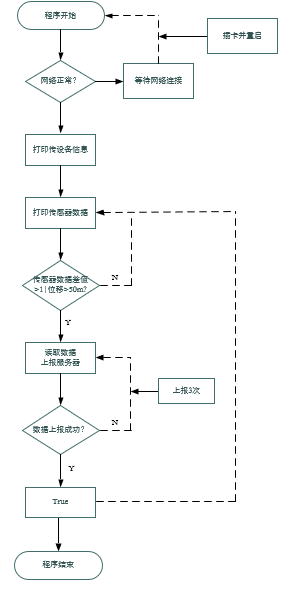 程序开始
插卡并重启
网络正常?
等待网络连接
打印传设备信息
打印传感器数据
传感器数据差值
>1|位移>50m?
N
Y
读取数据
上报服务器
上报3次
数据上报成功?
N
Y
True
程序结束